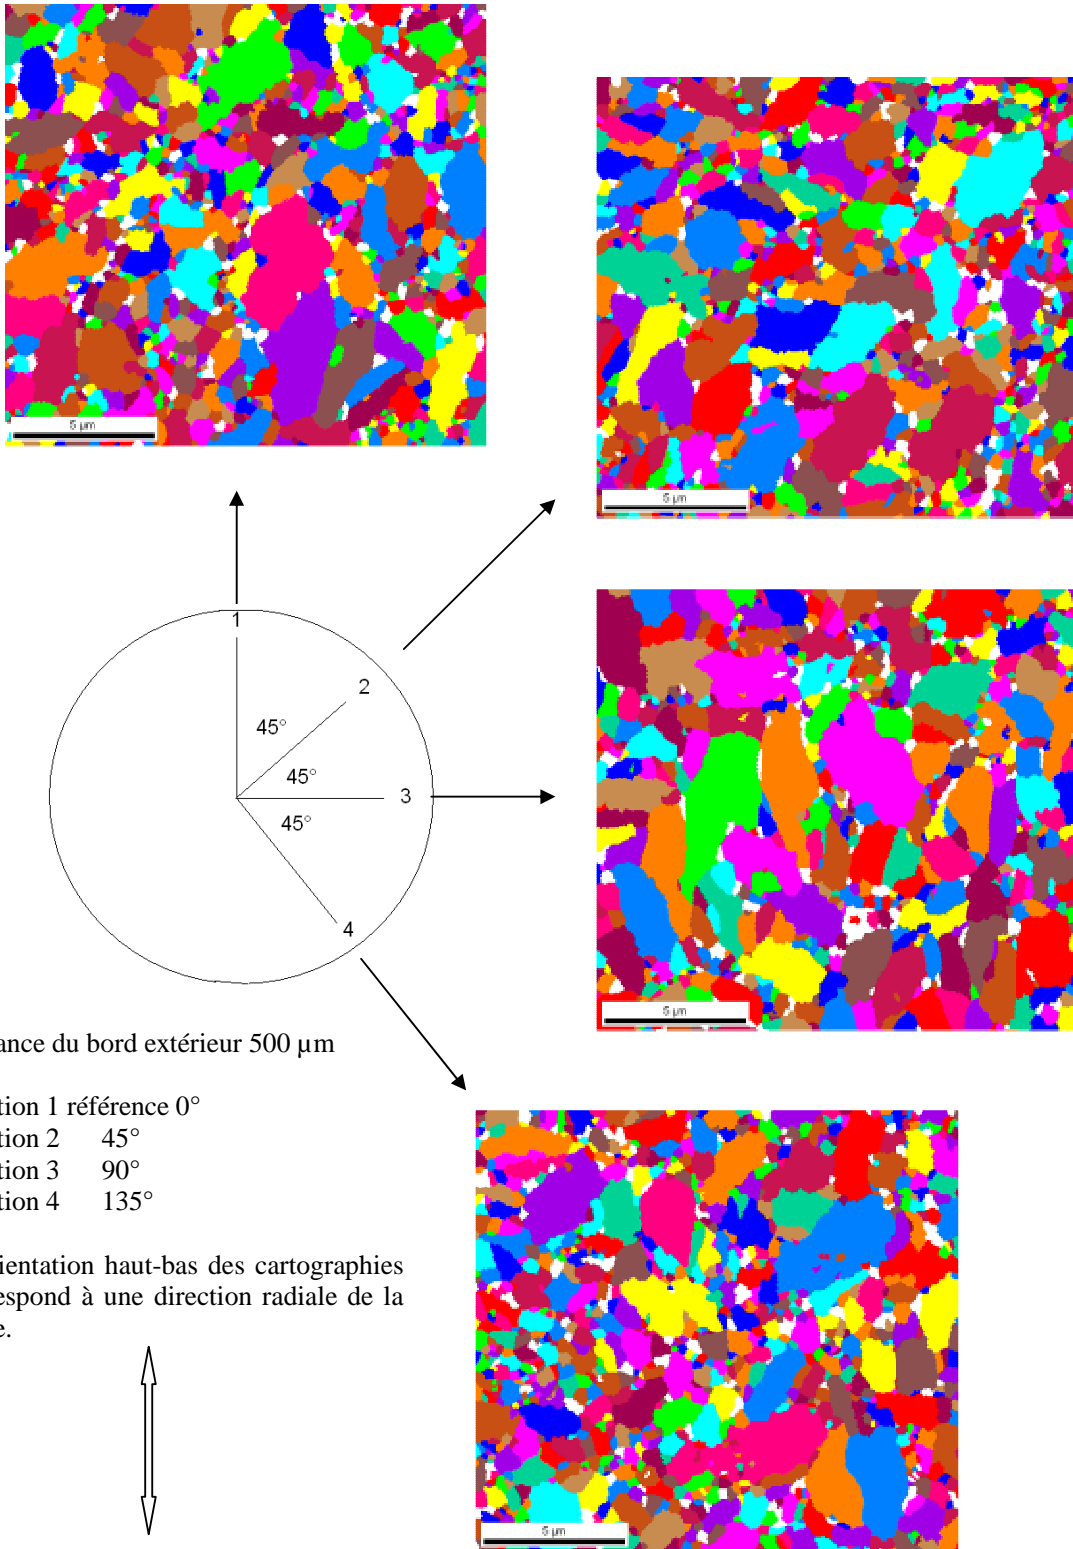 5 µm
5 µm
1
2
45°
45°
3
45°
4
5 µm
ance du bord extérieur 500 µm
tion 1 référence 0°
tion 2 45°
tion 3 90°
tion 4 135°
ientation haut-bas des cartographies
espond à une direction radiale de la
e.
5 µm